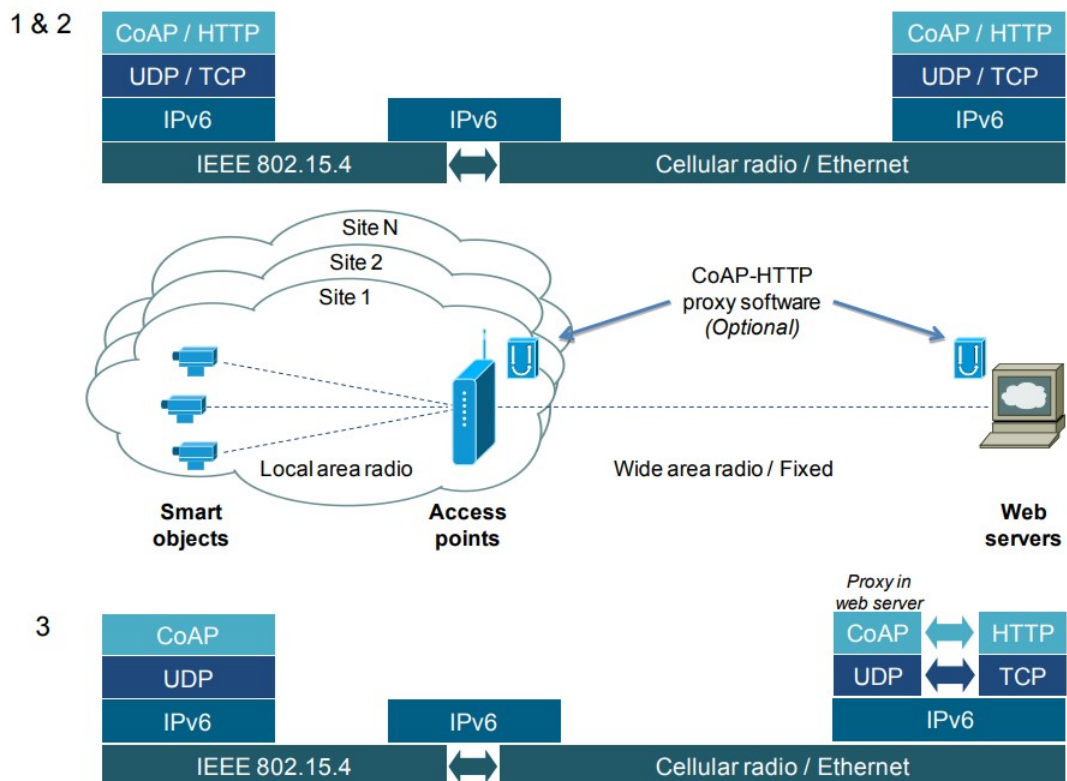 1 & 2
CoAP / HTTP
CoAP / HTTP
UDP / TCP
UDP / TCP
IPv6
IPv6
IPv6
IEEE 802.15.4
Cellular radio / Ethernet
Site N
Site 2
Site 1
CoAP-HTTP
proxy software
(Optional)
Local area radio
Wide area radio / Fixed
Smart
objects
Access
points
Web
servers
Proxy in
web server
3
CoAP
CoAP
HTTP
UDP
UDP
TCP
IPv6
IPv6
IPv6
IEEE 802.15.4
Cellular radio / Ethernet